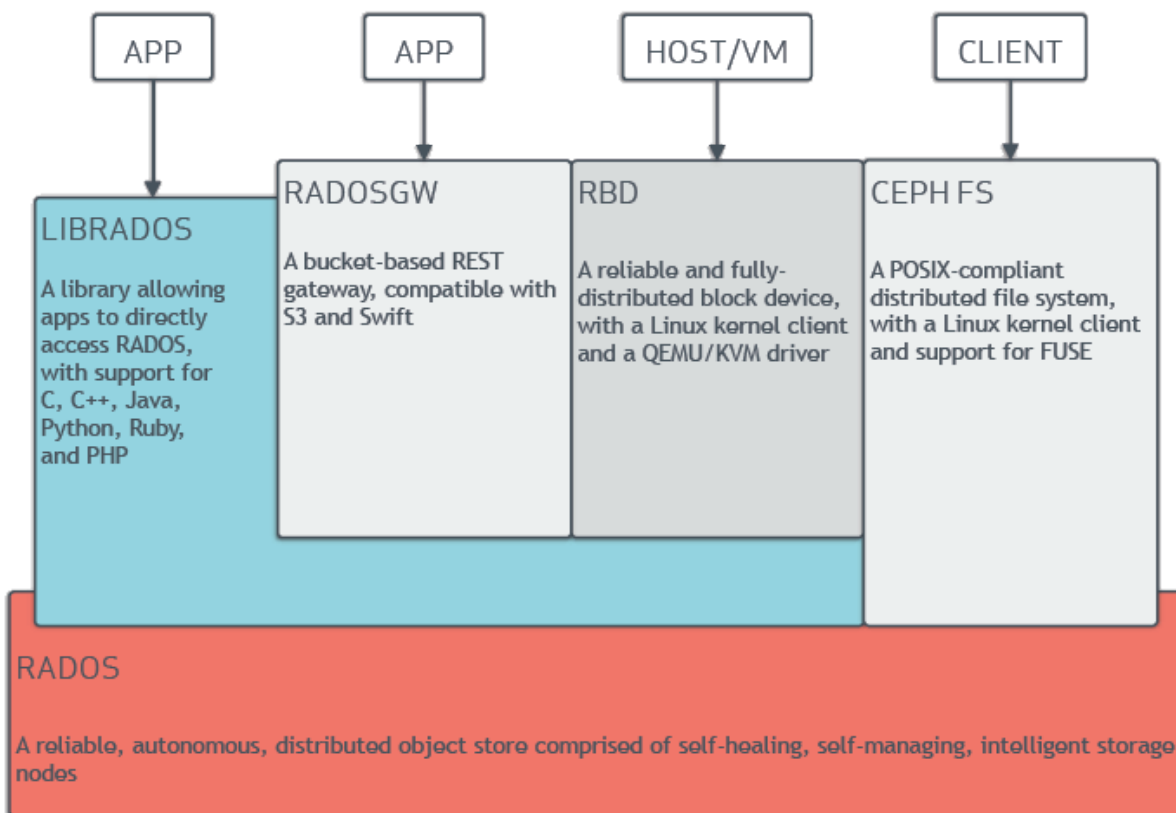 APP
APP
HOST/VM
CLIENT
LIBRADOS
A library allowing
apps to directly
access RADOS,
with support for
C, C++, Java,
Python, Ruby,
and PHP
RADOSGW
A bucket-based REST
gateway, compatible with
S3 and Swift
RBD
A reliable and fully-
distributed block device,
with a Linux kernel client
and a QEMU/KVM driver
CEPH FS
A POSIX-compliant
distributed file system,
with a Linux kernel client
and support for FUSE
RADOS
A reliable, autonomous, distributed object store comprised of self-healing, self-managing, intelligent storage
nodes